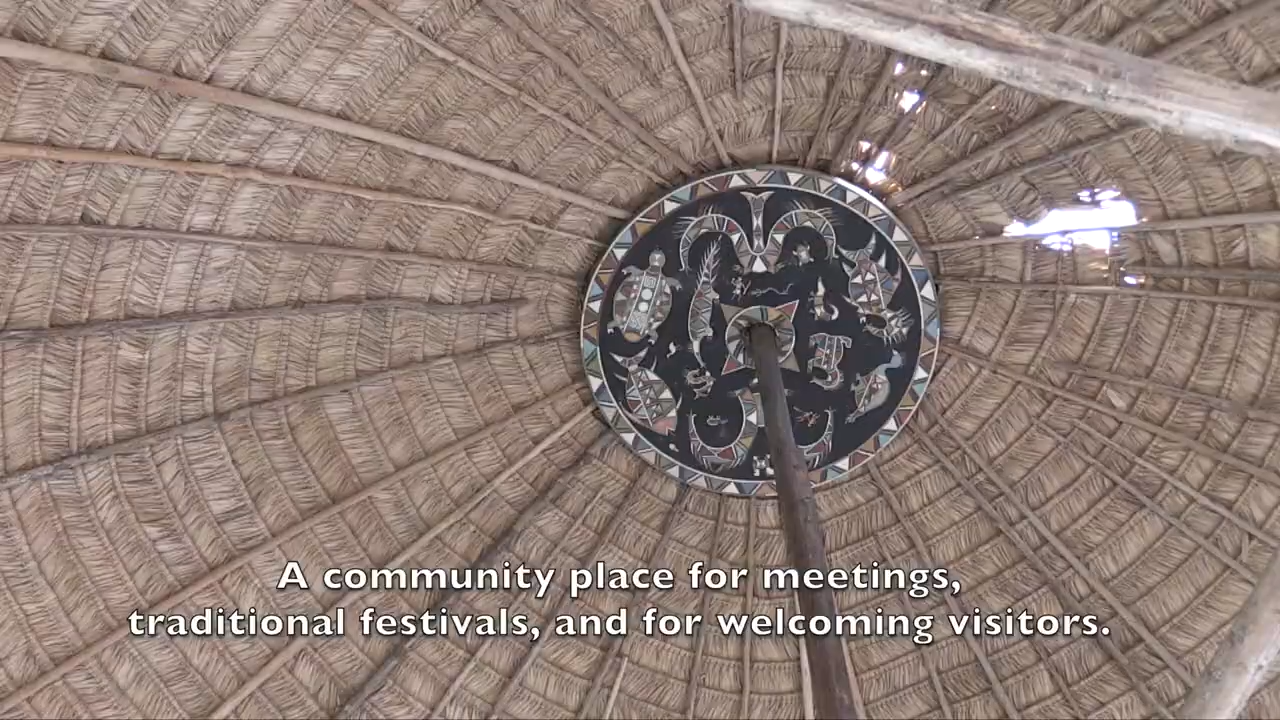 A community place for meetings,
traditional festivals, and for welcoming visitors.